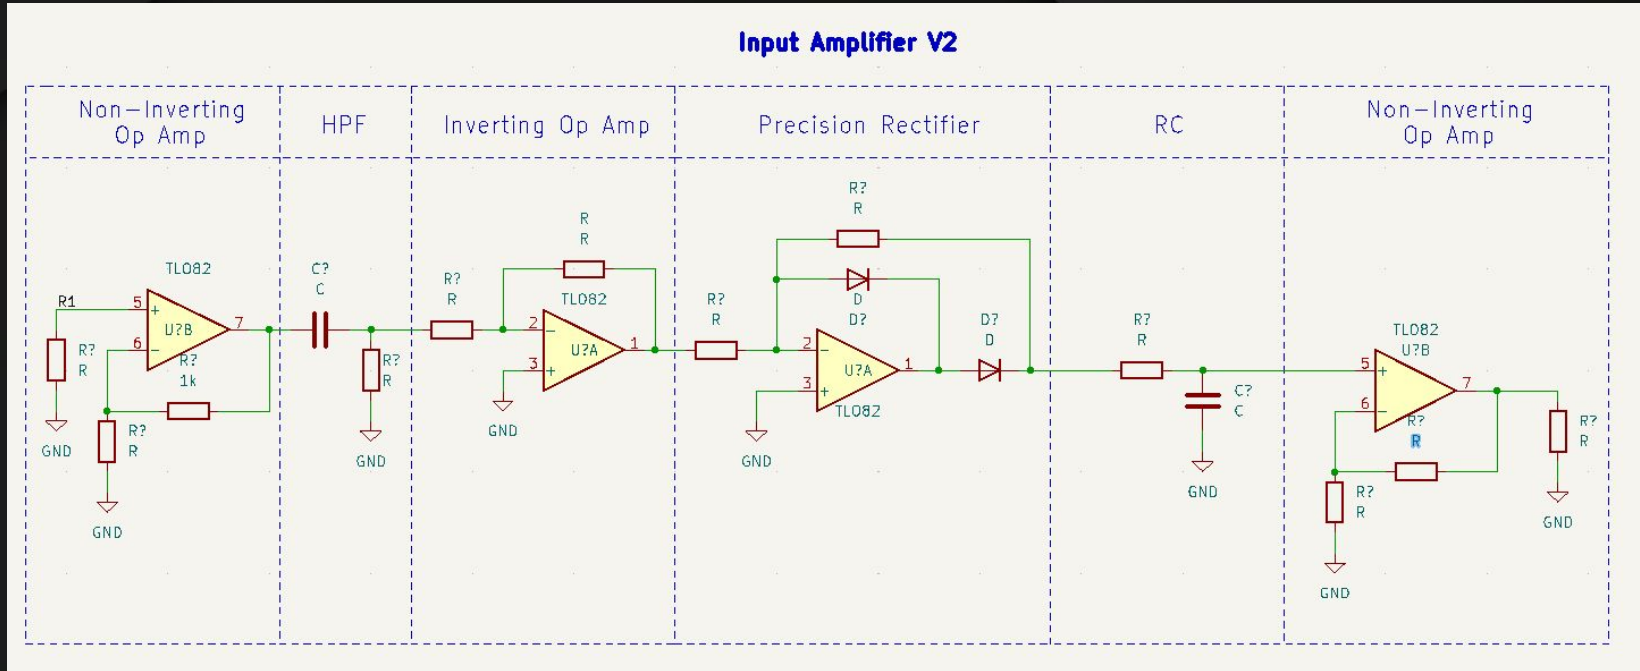 Input Amplifier V2
Non-Inverting
Op Amp
HPF
Inverting Op Amp
Precision Rectifier
RC
Non-Inverting
Op Amp
TL082
R1
5
+
U?B
7
6
-
R?
1k
R?
R
GND
R?
R
GND
C?
C
R?
R
GND
R?
R
R
R
TL082
2
-
U?A
1
3
+
GND
R?
R
R?
R
D
D?
2
-
U?A
1
3
+
TL082
GND
D?
D
R?
R
C?
C
GND
TL082
U?B
5
+
7
6
-
R?
R
R?
R
GND
R?
R
GND